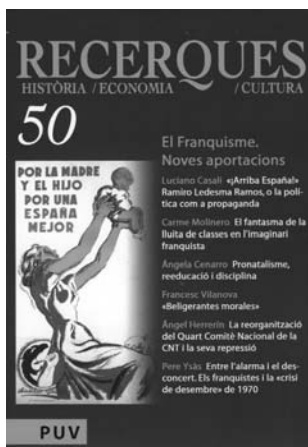 RECERQUES
HISTÒRIA / ECONOMIA / CULTURA
50
POR LA MADRE
Y EL HIJO
POR UNA
ESPAÑA
MEJOR
El Franquisme.
Noves aportacions
Luciano Casali «¡Arriba España!»
Ramiro Ledesma Ramos, o la polí-
tica com a propaganda
Carme Molinero El fantasma de la
lluita de classes en l'imaginari
franquista
Àngela Cenarro Pronatalisme,
reeducació i disciplina
Francesc Vilanova
«Beligerantes morales»
Ángel Herrerín La reorganització
del Quart Comitè Nacional de la
CNT i la seva repressió
Pere Ysàs Entre l'alarma i el des-
concert. Els franquistes i la «crisi
de desembre» de 1970
PUV